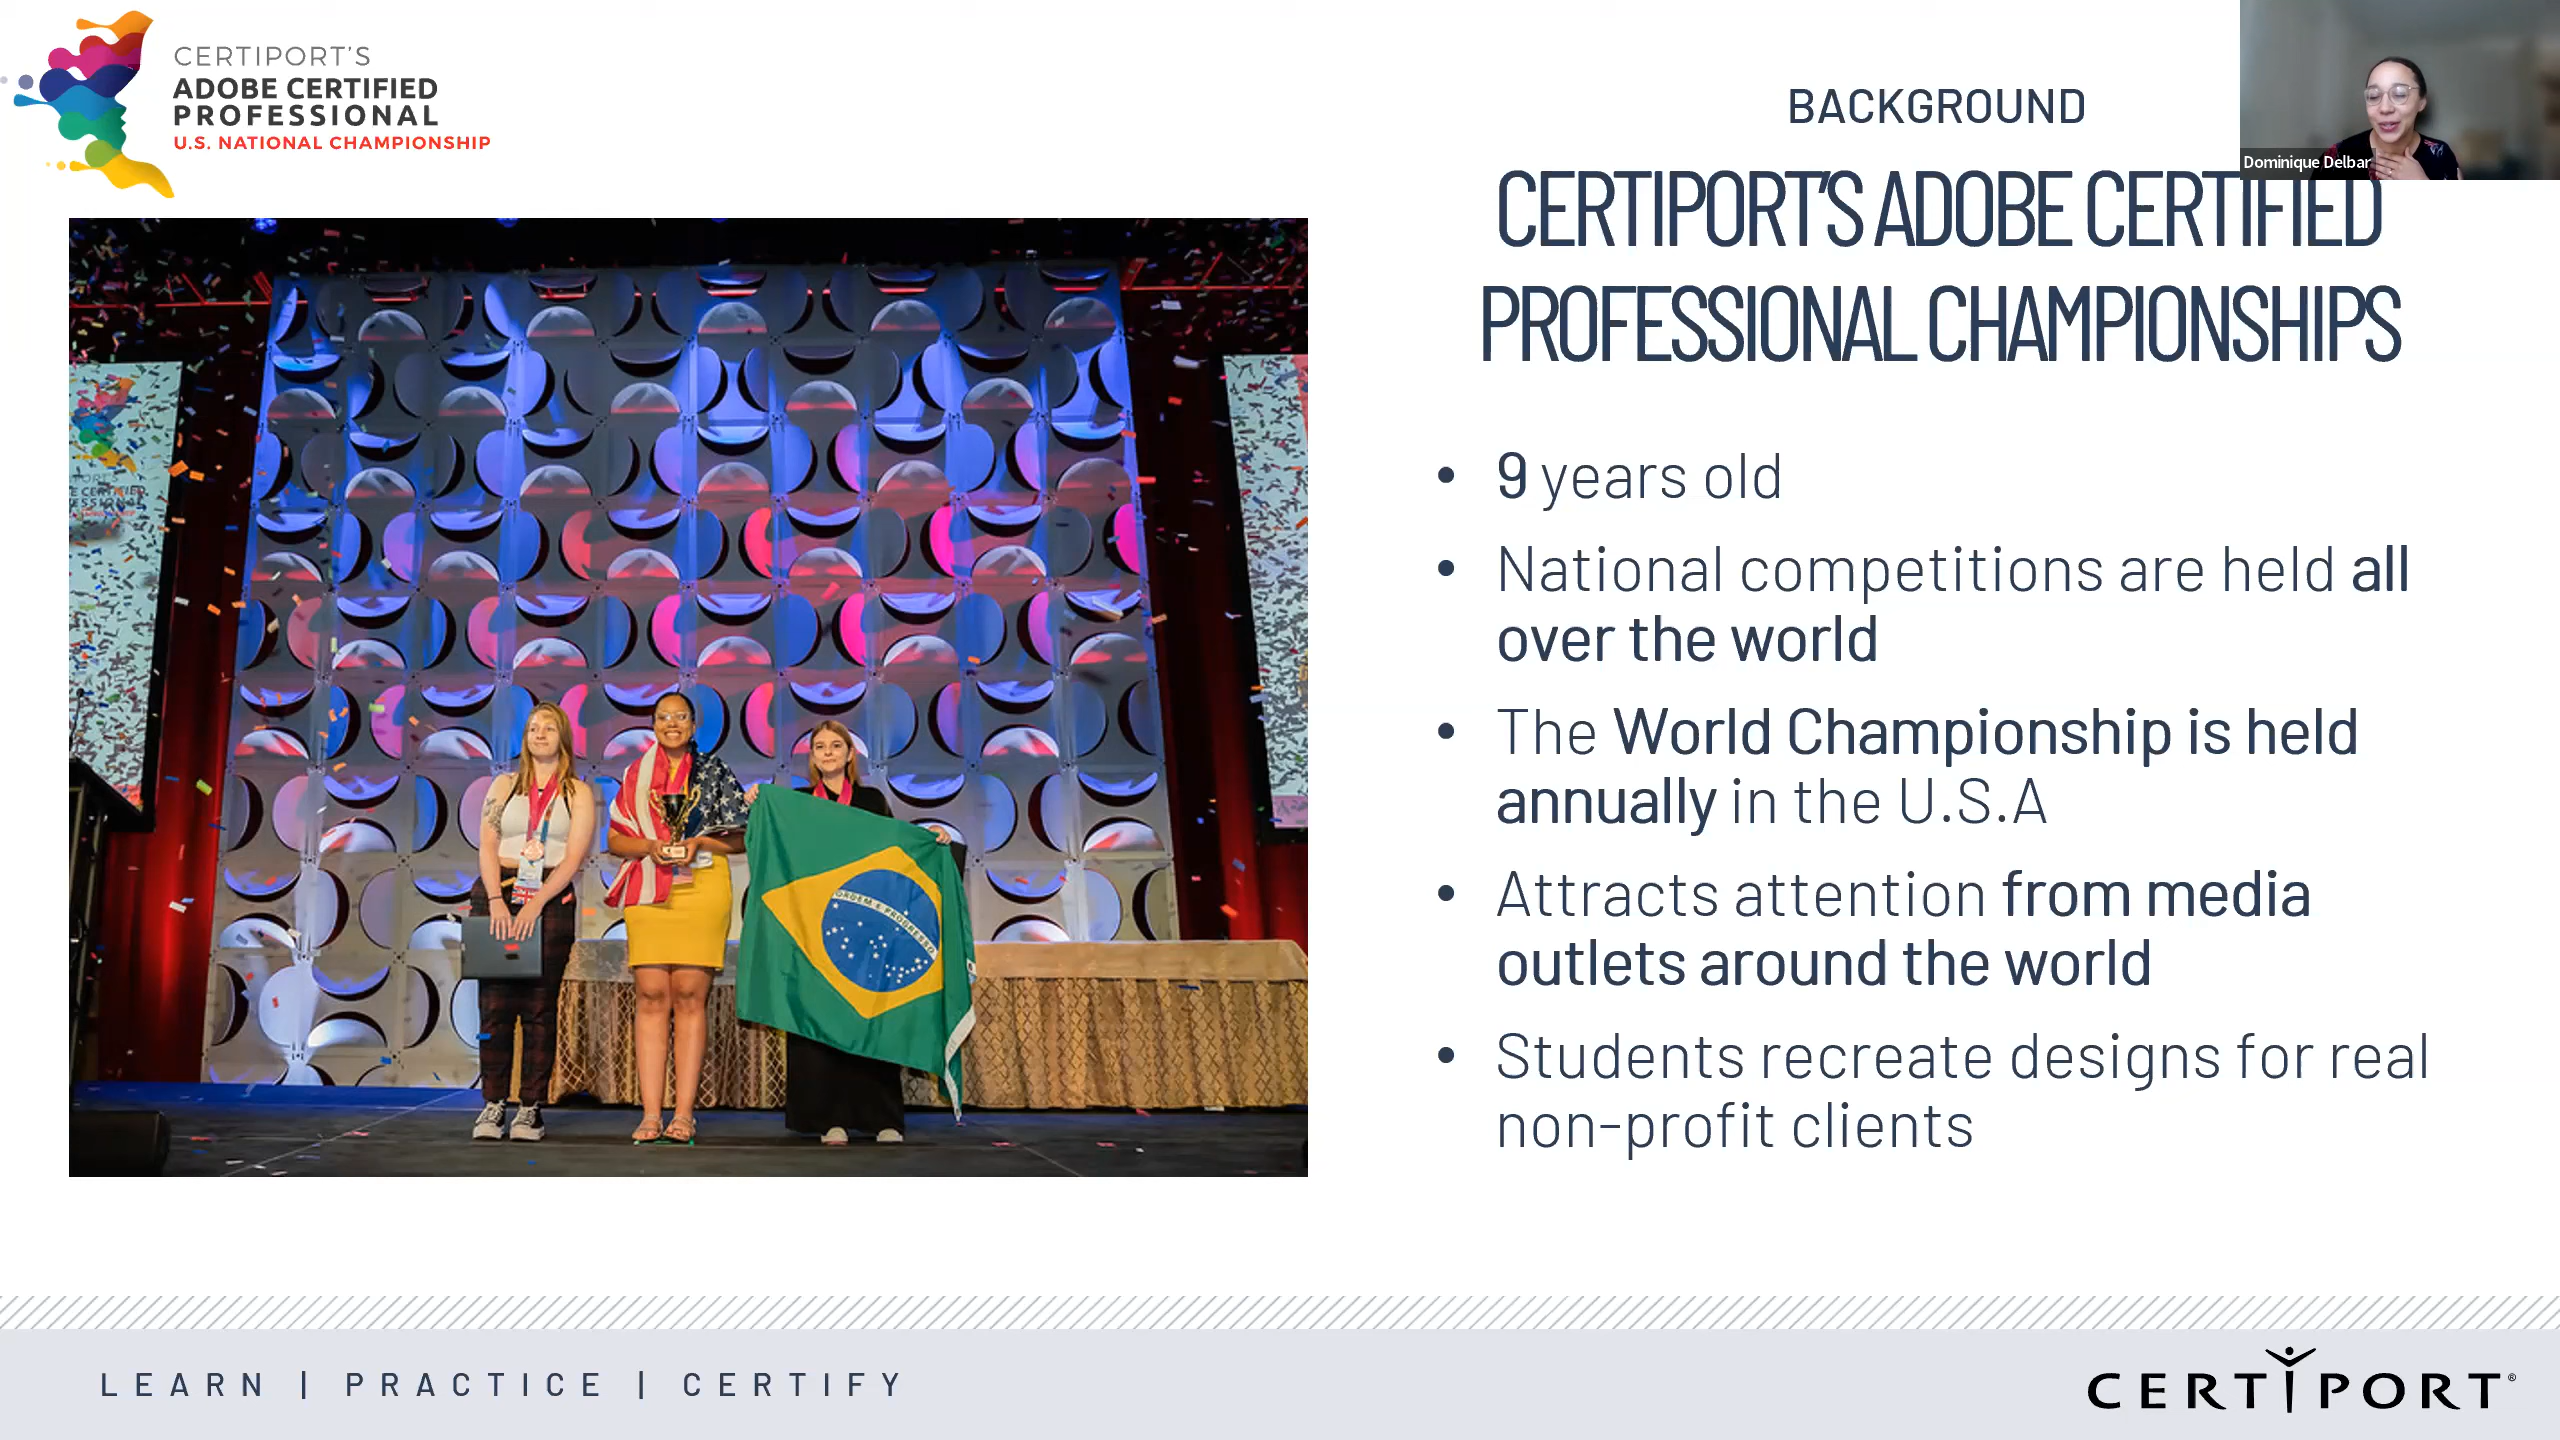 CERTIPORT'S
ADOBE CERTIFIED
PROFESSIONAL
U.S. NATIONAL CHAMPIONSHIP
BACKGROUND
Dominique Delbar
CERTIPORT'S ADOBE CERTIFIED
PROFESSIONAL CHAMPIONSHIPS
• 9 years old
• National competitions are held all
over the world
• The World Championship is held
annually in the U.S.A
• Attracts attention from media
outlets around the world
• Students recreate designs for real
non-profit clients
ORDEM E PROGRESSO
LEARN | PRACTICE | CERTIFY
CERTIPORT®